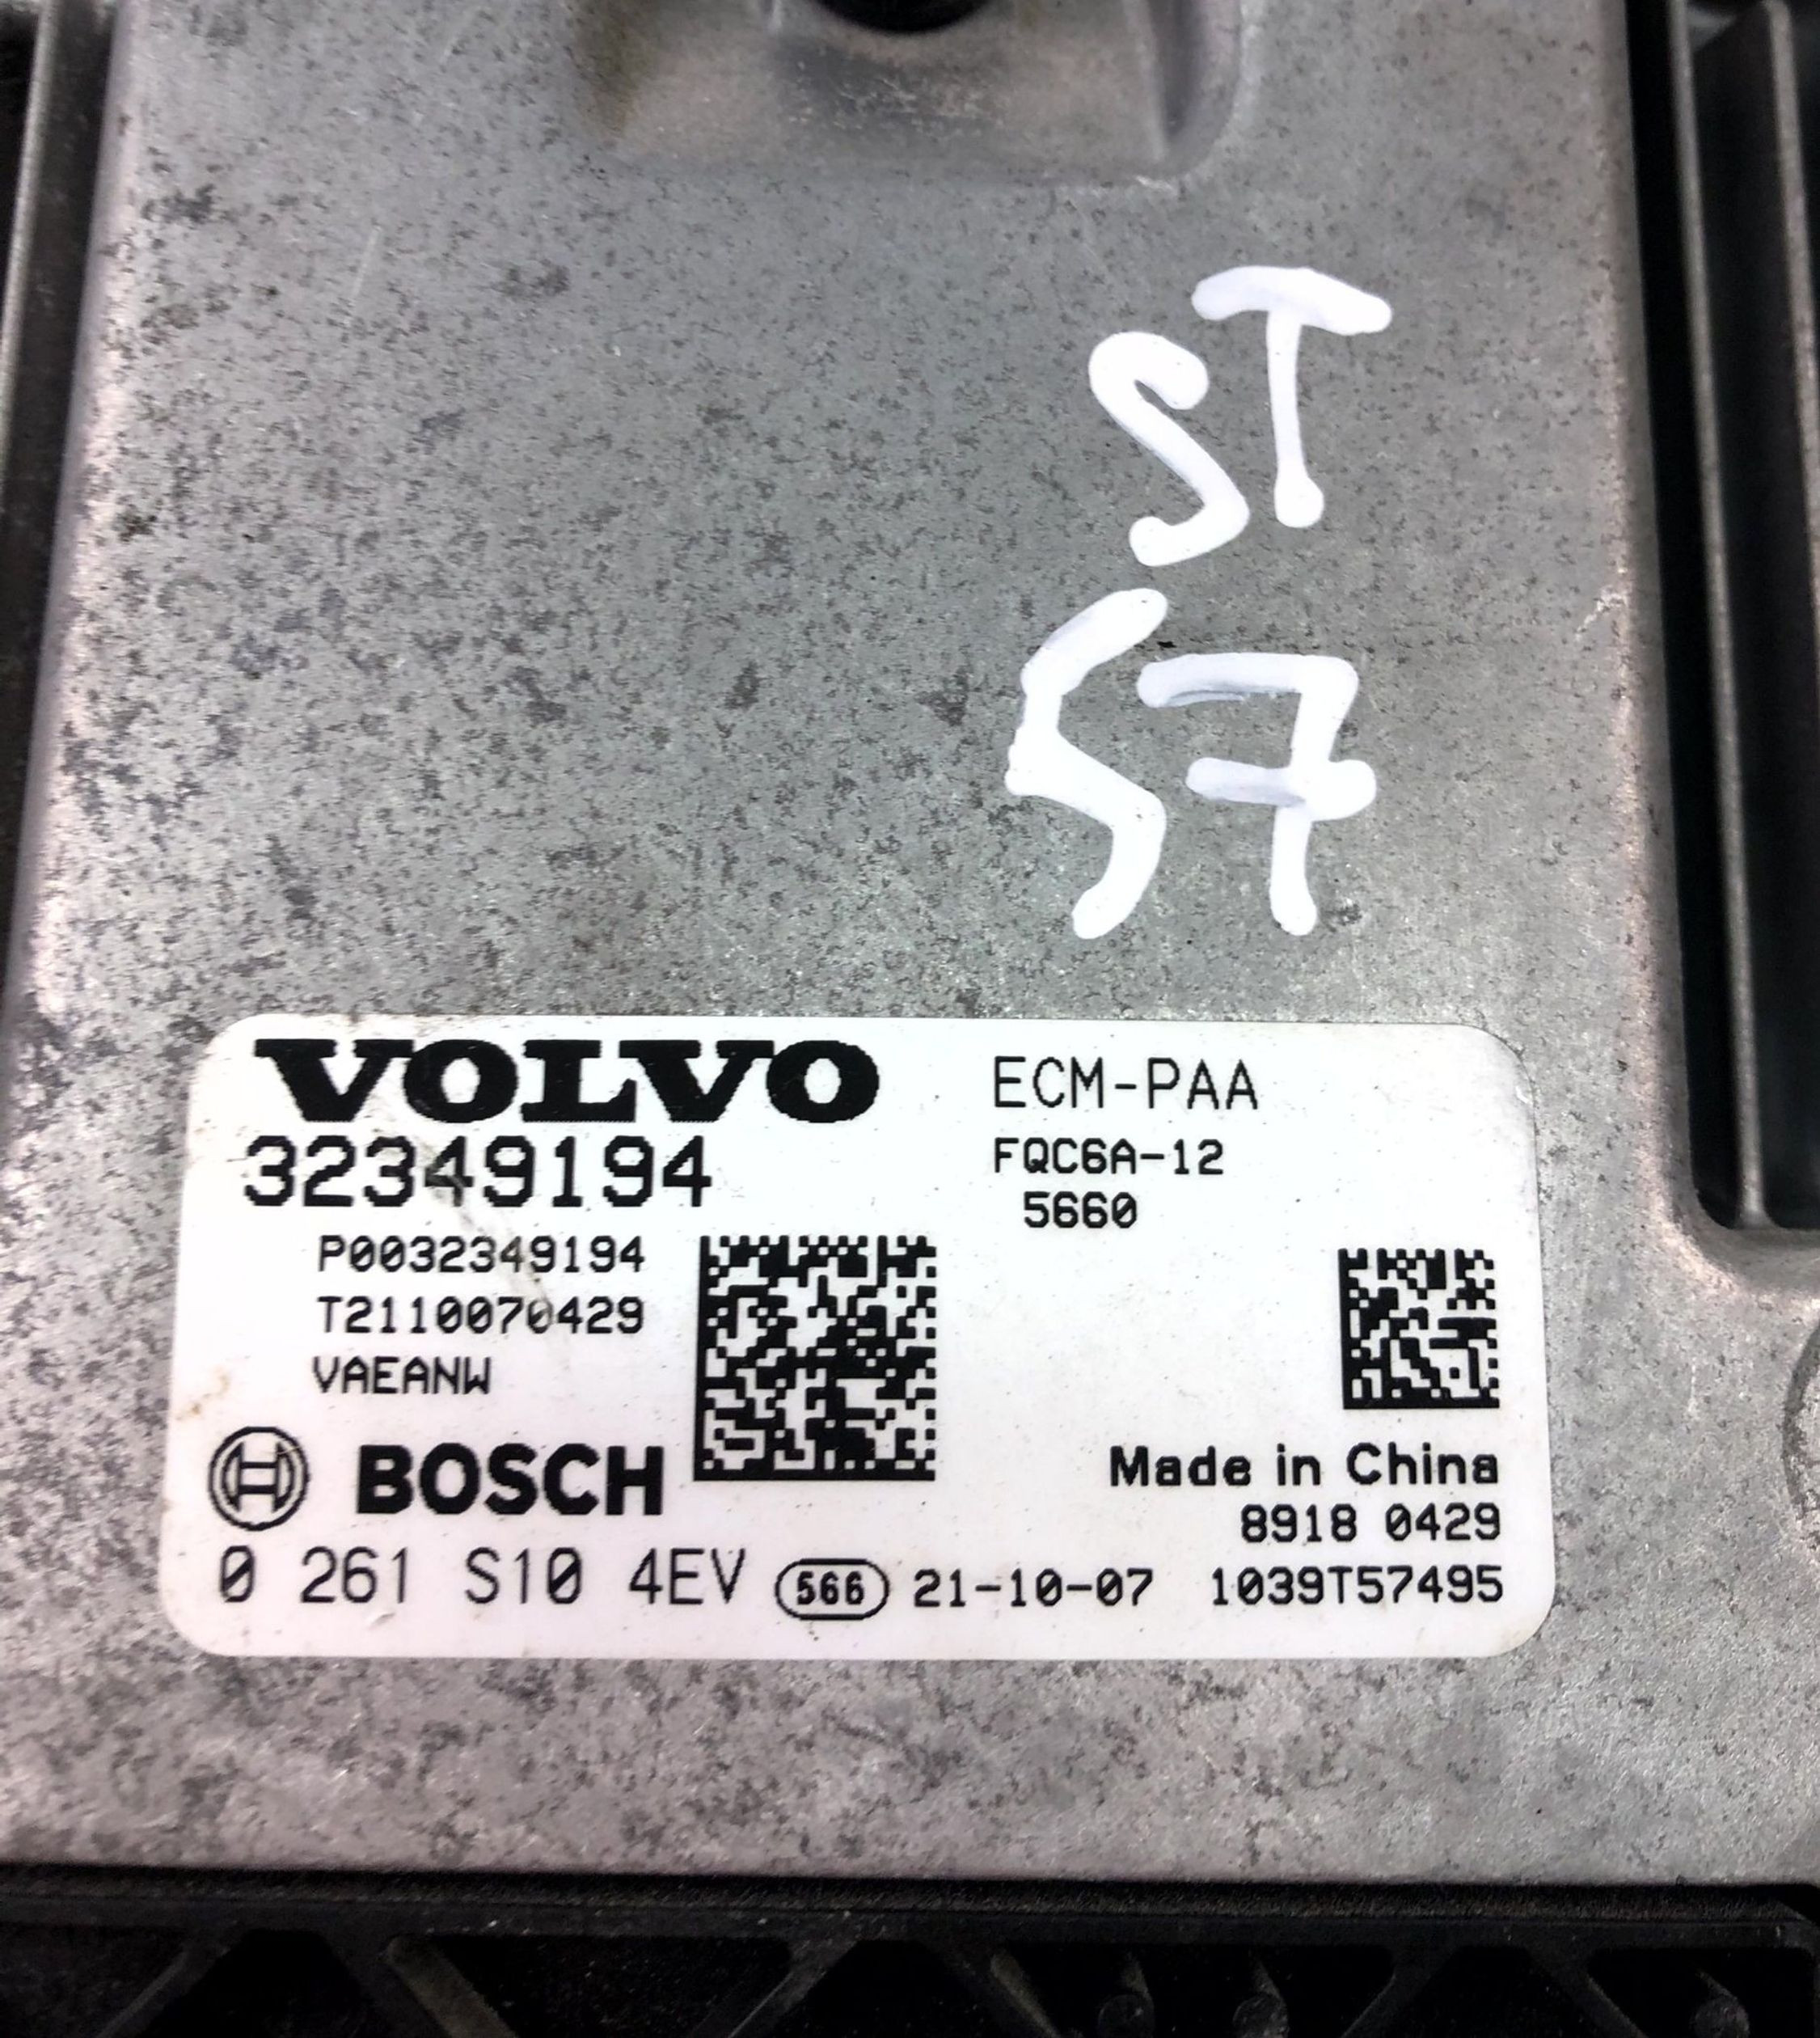 ST
57
VOLVO
32349194
P0032349194
T2110070429
VAEANW
BOSCH
0 261 S10 4EV 566 21-10-07 1039T57495
ECM-PAA
FQC6A-12
5660
Made in China
8918 0429